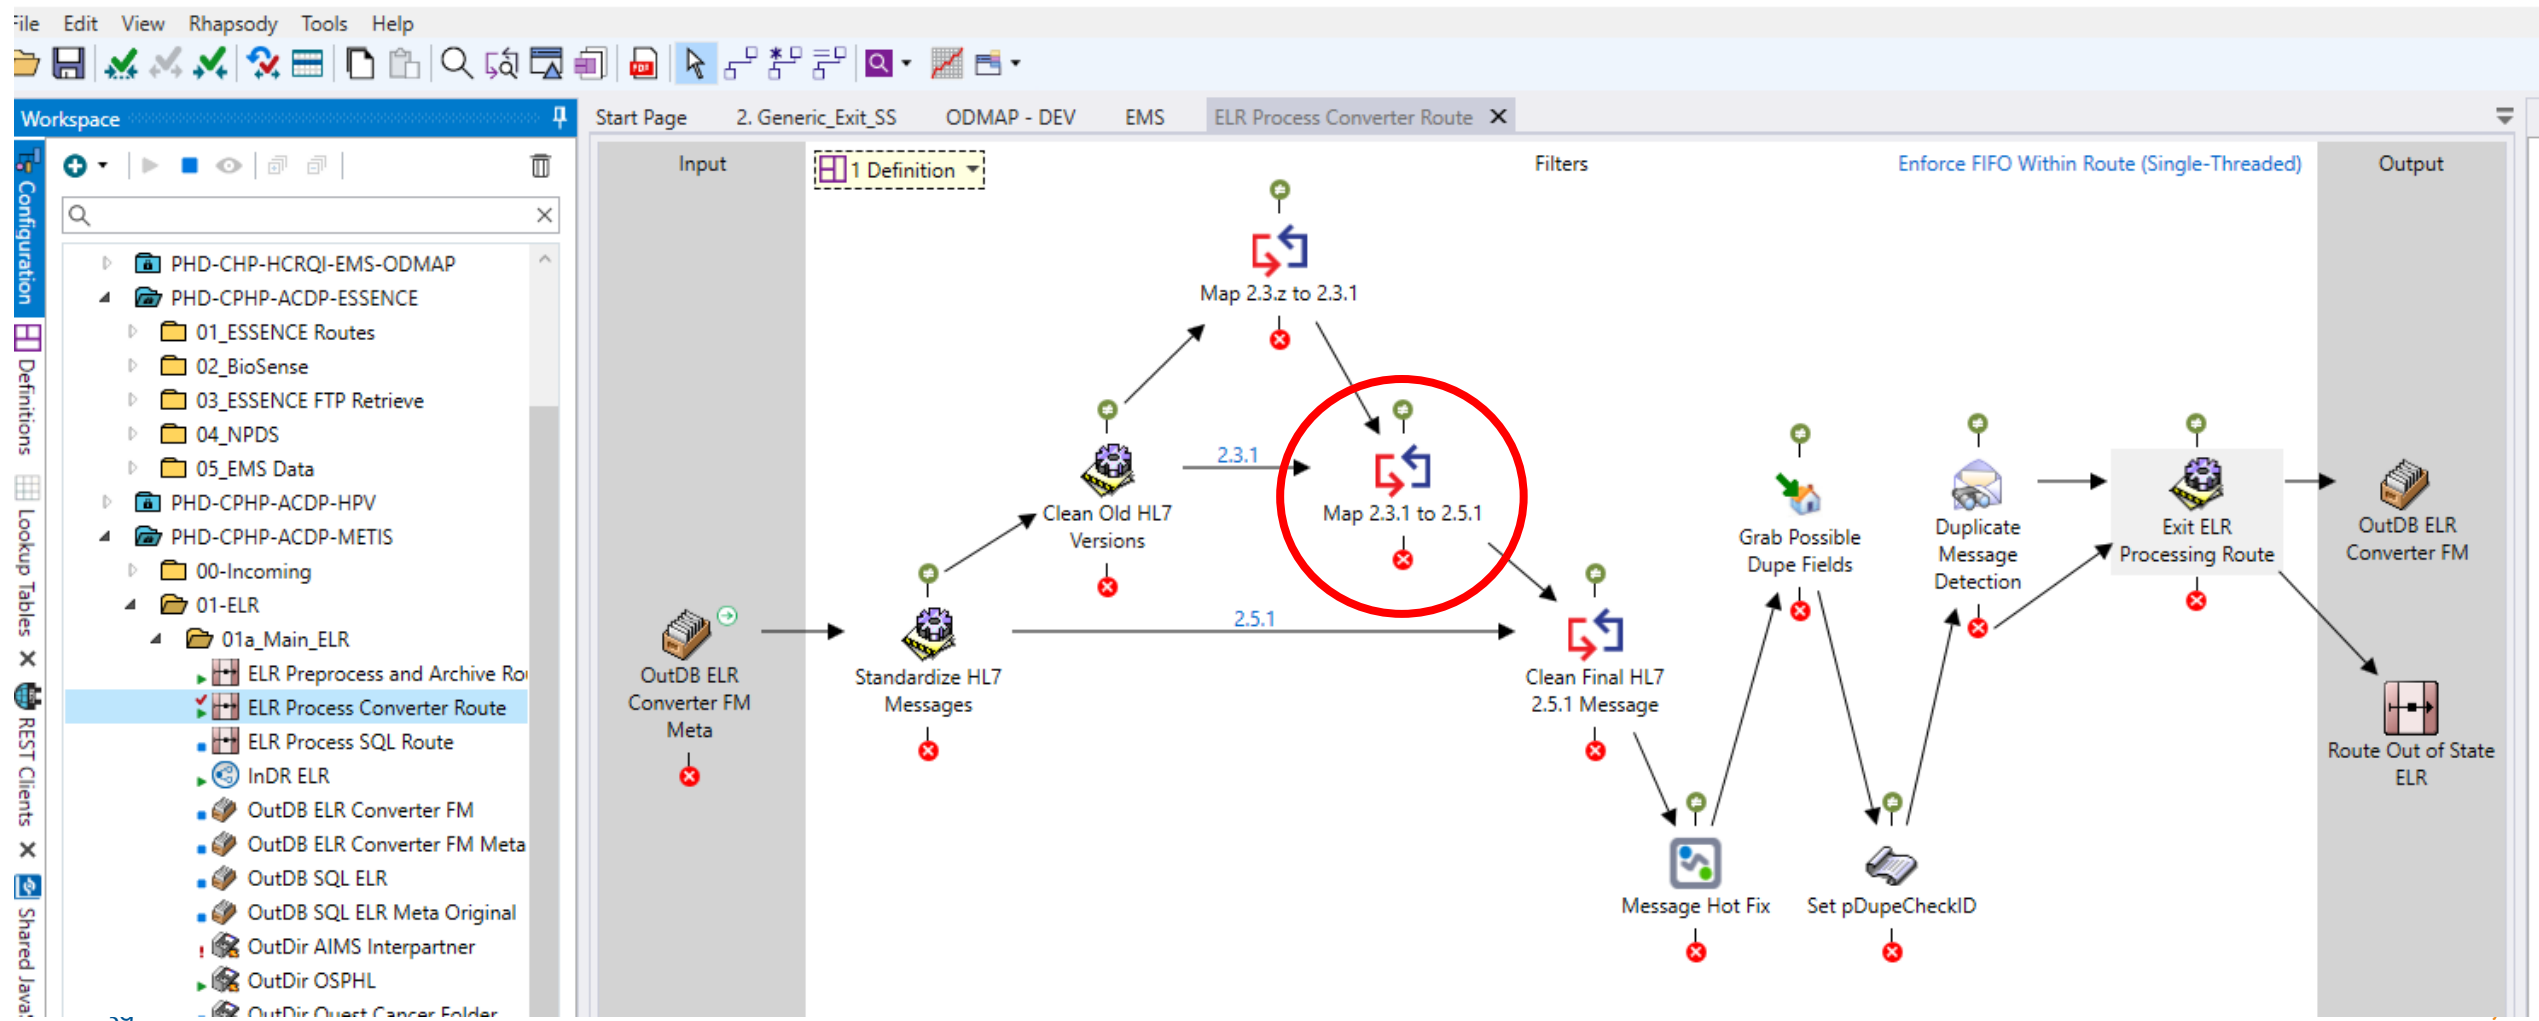 File Edit View Rhapsody Tools Help
Workspace
Start Page 2. Generic_Exit_SS ODMAP - DEV EMS ELR Process Converter Route
Configuration
Definitions
Lookup Tables
REST Clients
PHD-CHP-HCRQI-EMS-ODMAP
PHD-CPHP-ACDP-ESSENCE
01_ESSENCE Routes
02_BioSense
03_ESSENCE FTP Retrieve
04_NPDS
05_EMS Data
PHD-CPHP-ACDP-HPV
PHD-CPHP-ACDP-METIS
00-Incoming
01-ELR
01a_Main_ELR
ELR Preprocess and Archive
ELR Process Converter Route
ELR Process SQL Route
InDR ELR
OutDB ELR Converter FM
OutDB ELR Converter FM Meta
OutDB SQL ELR
OutDB SQL ELR Meta Original
OutDir AIMS Interpartner
OutDir OSPHL
OutDir Quest Cancer Folder
Input
1 Definition
Filters
Enforce FIFO Within Route (Single-Threaded)
Output
Map 2.3.z to 2.3.1
2.3.1
Clean Old HL7
Versions
Map 2.3.1 to 2.5.1
Grab Possible
Dupe Fields
Duplicate
Message
Detection
Exit ELR
Processing Route
OutDB ELR
Converter FM
2.5.1
OutDB ELR
Converter FM
Meta
Standardize HL7
Messages
Clean Final HL7
2.5.1 Message
Route Out of State
ELR
Message Hot Fix
Set pDupeCheckID